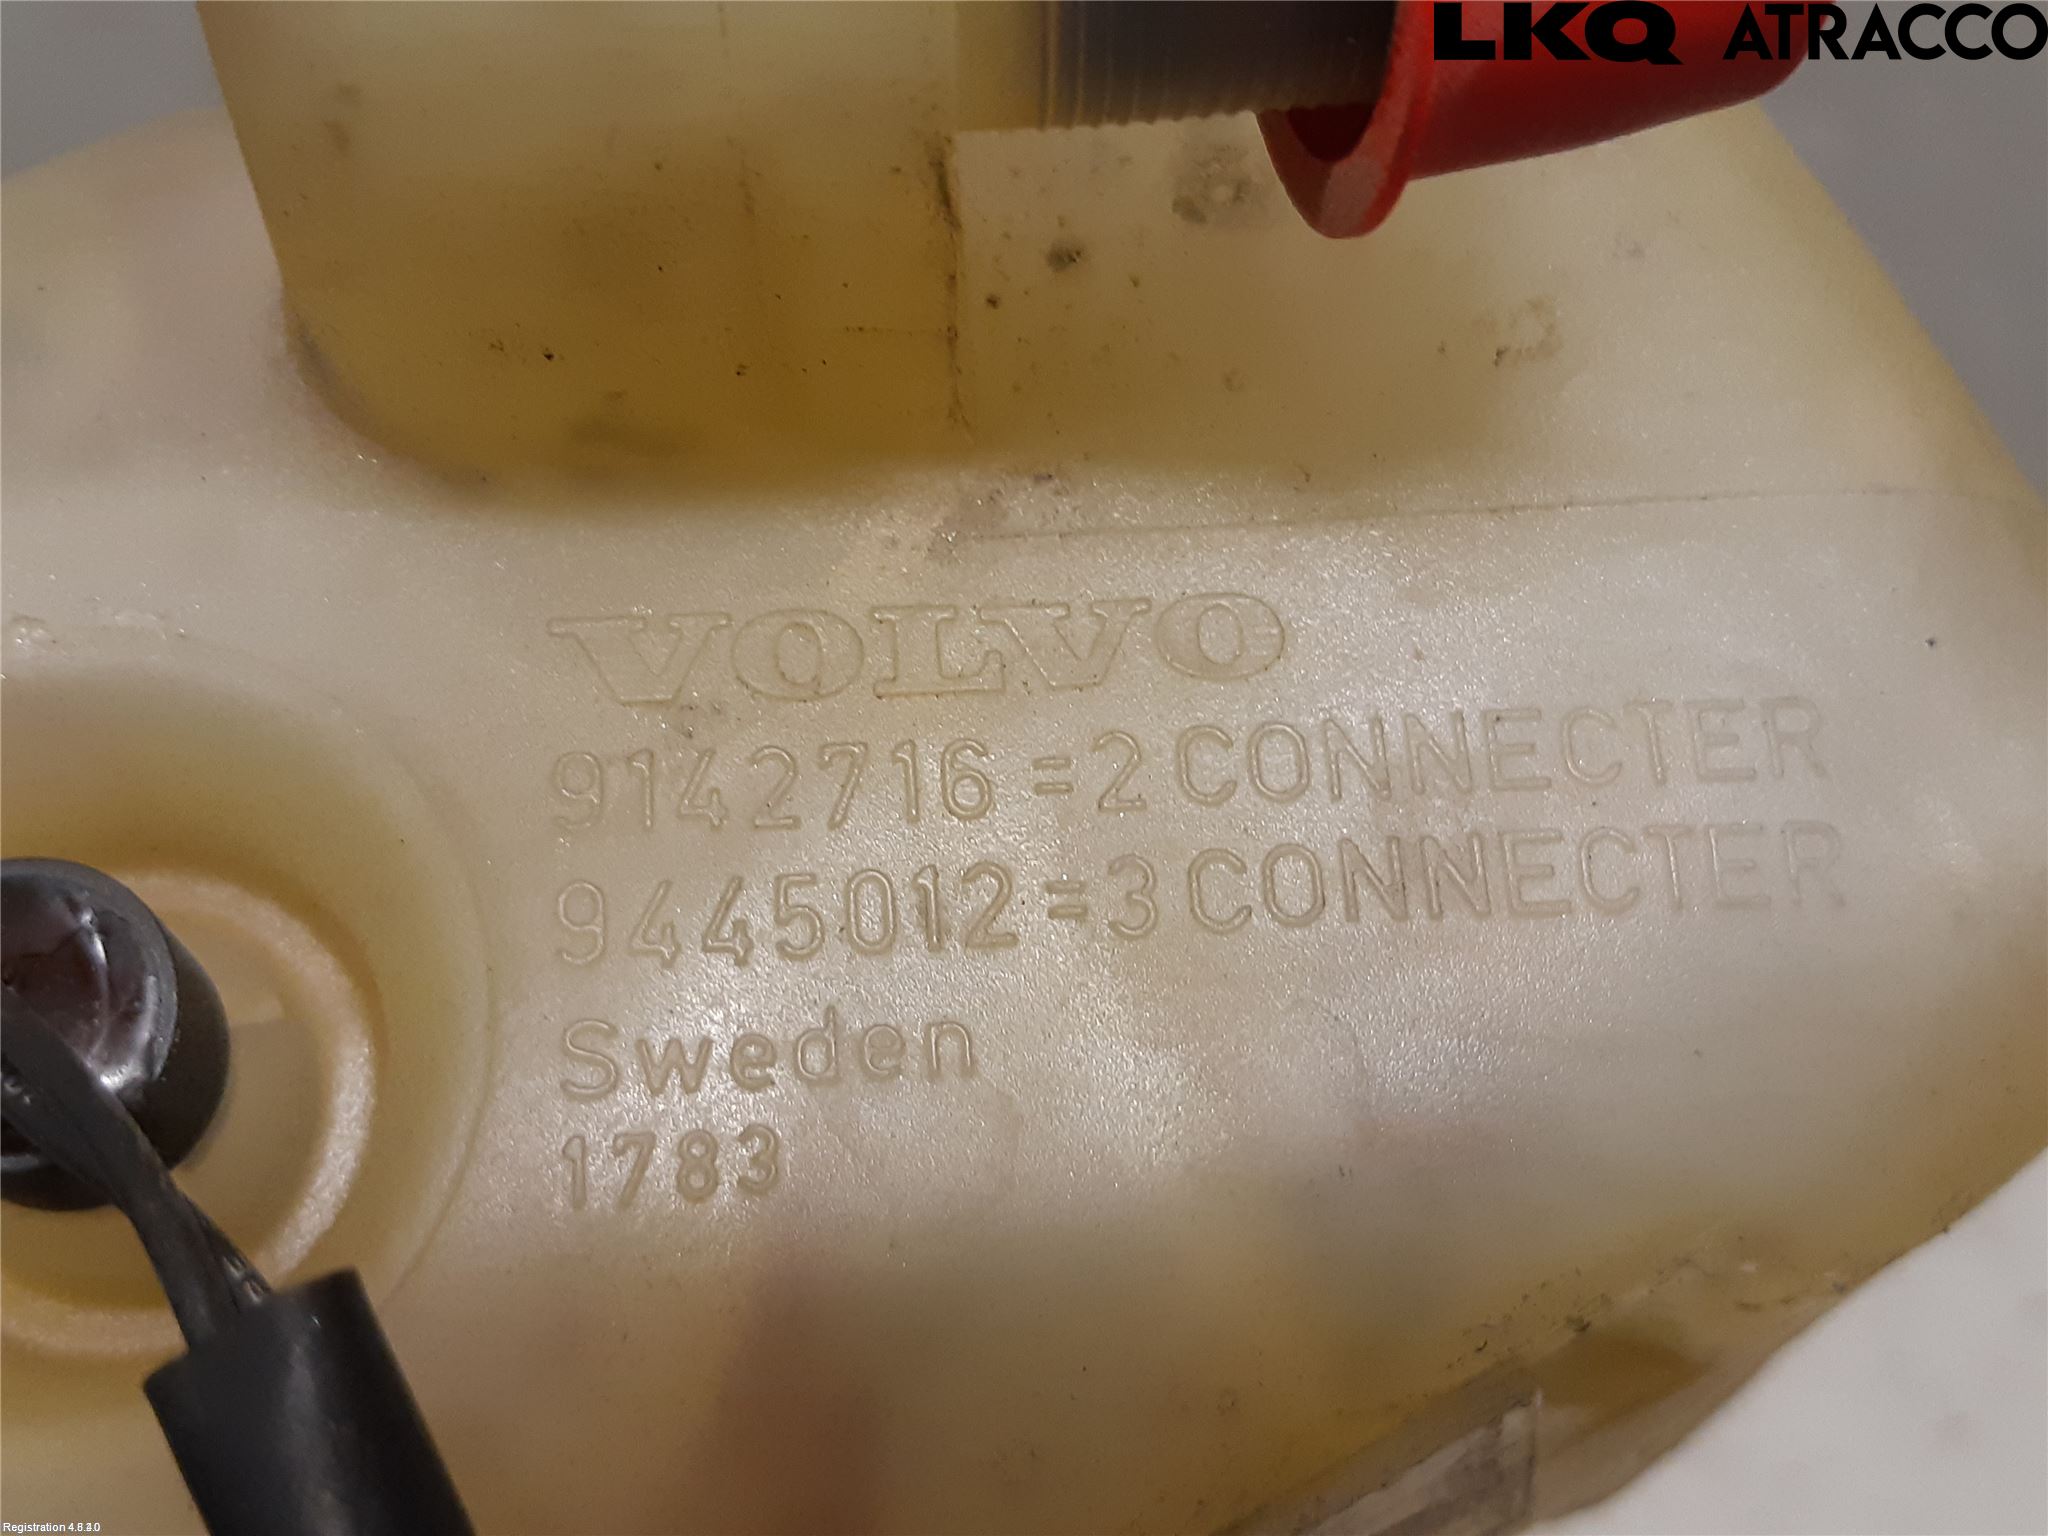 LKQ ATRACCO
VOLVO
9142716=2CONNECTER
9445012=3CONNECTER
Sweden
1783